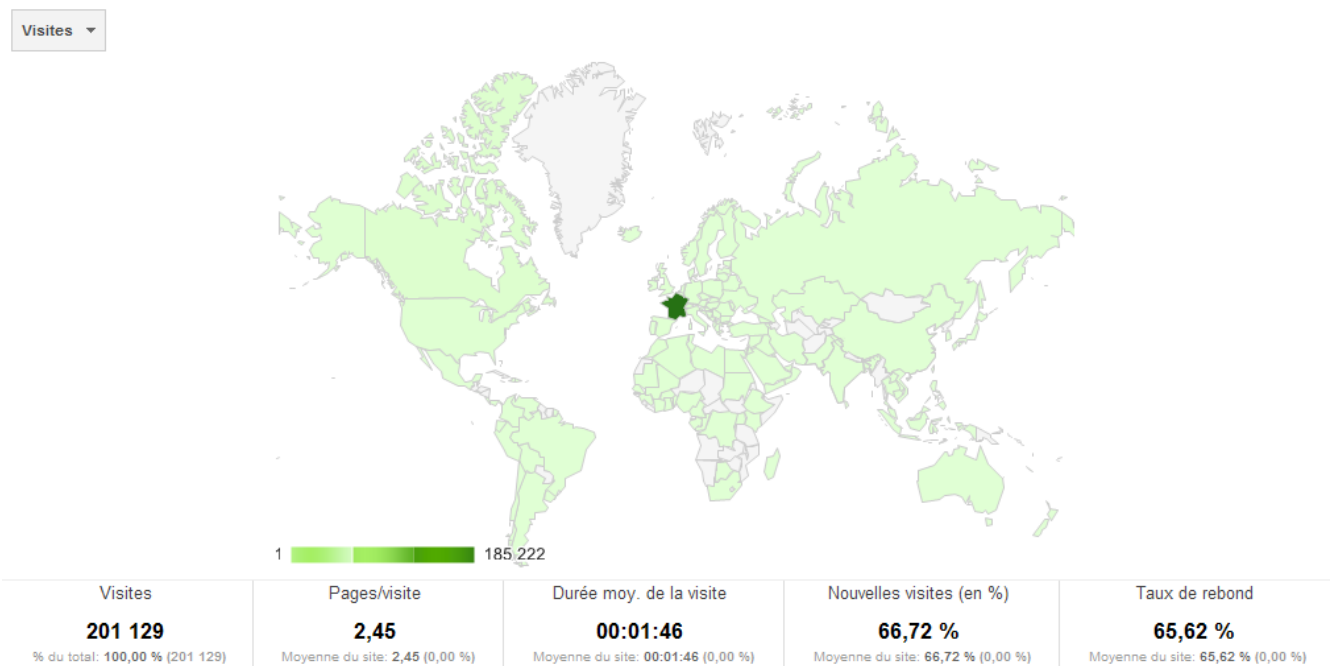 Visites
1 185 222
Visites Pages/visite Durée moy. de la visite Nouvelles visites (en %) Taux de rebond
201 129 2,45 00:01:46 66,72 % 65,62 %
% du total: 100,00 % (201 129) Moyenne du site: 2,45 (0,00 %) Moyenne du site: 00:01:46 (0,00 %) Moyenne du site: 66,72 % (0,00 %) Moyenne du site: 65,62 % (0,00 %)